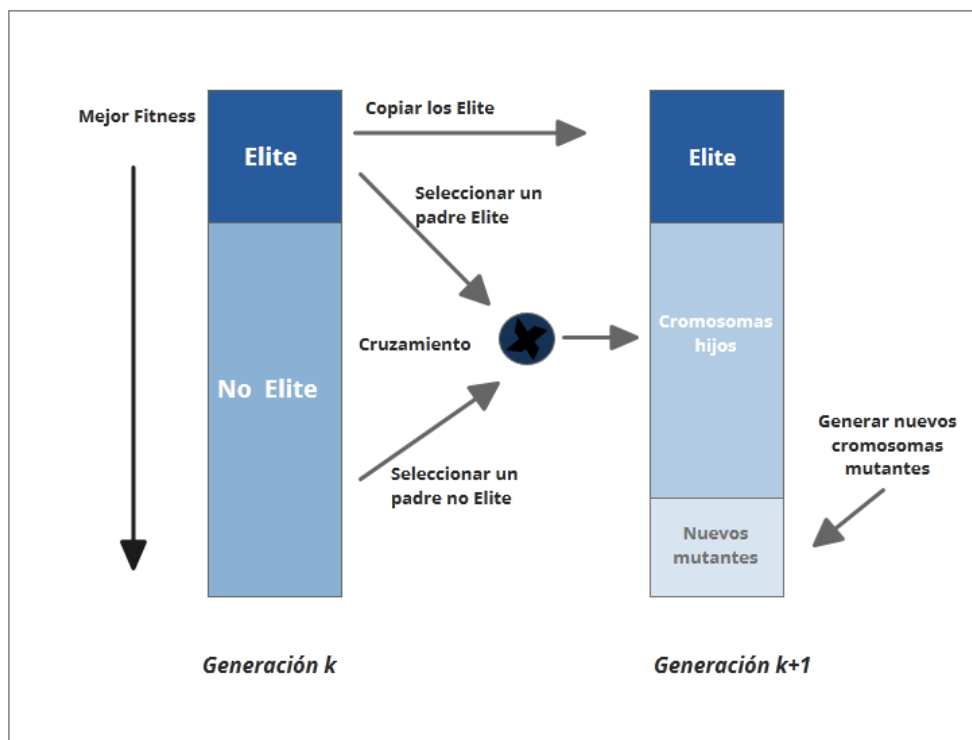 Mejor Fitness
Elite
Copiar los Elite
Elite
Seleccionar un
padre Elite
Cruzamiento
Cromosomas
hijos
No Elite
Seleccionar un
padre no Elite
Generar nuevos
cromosomas
mutantes
Nuevos
mutantes
Generación k
Generación k+1